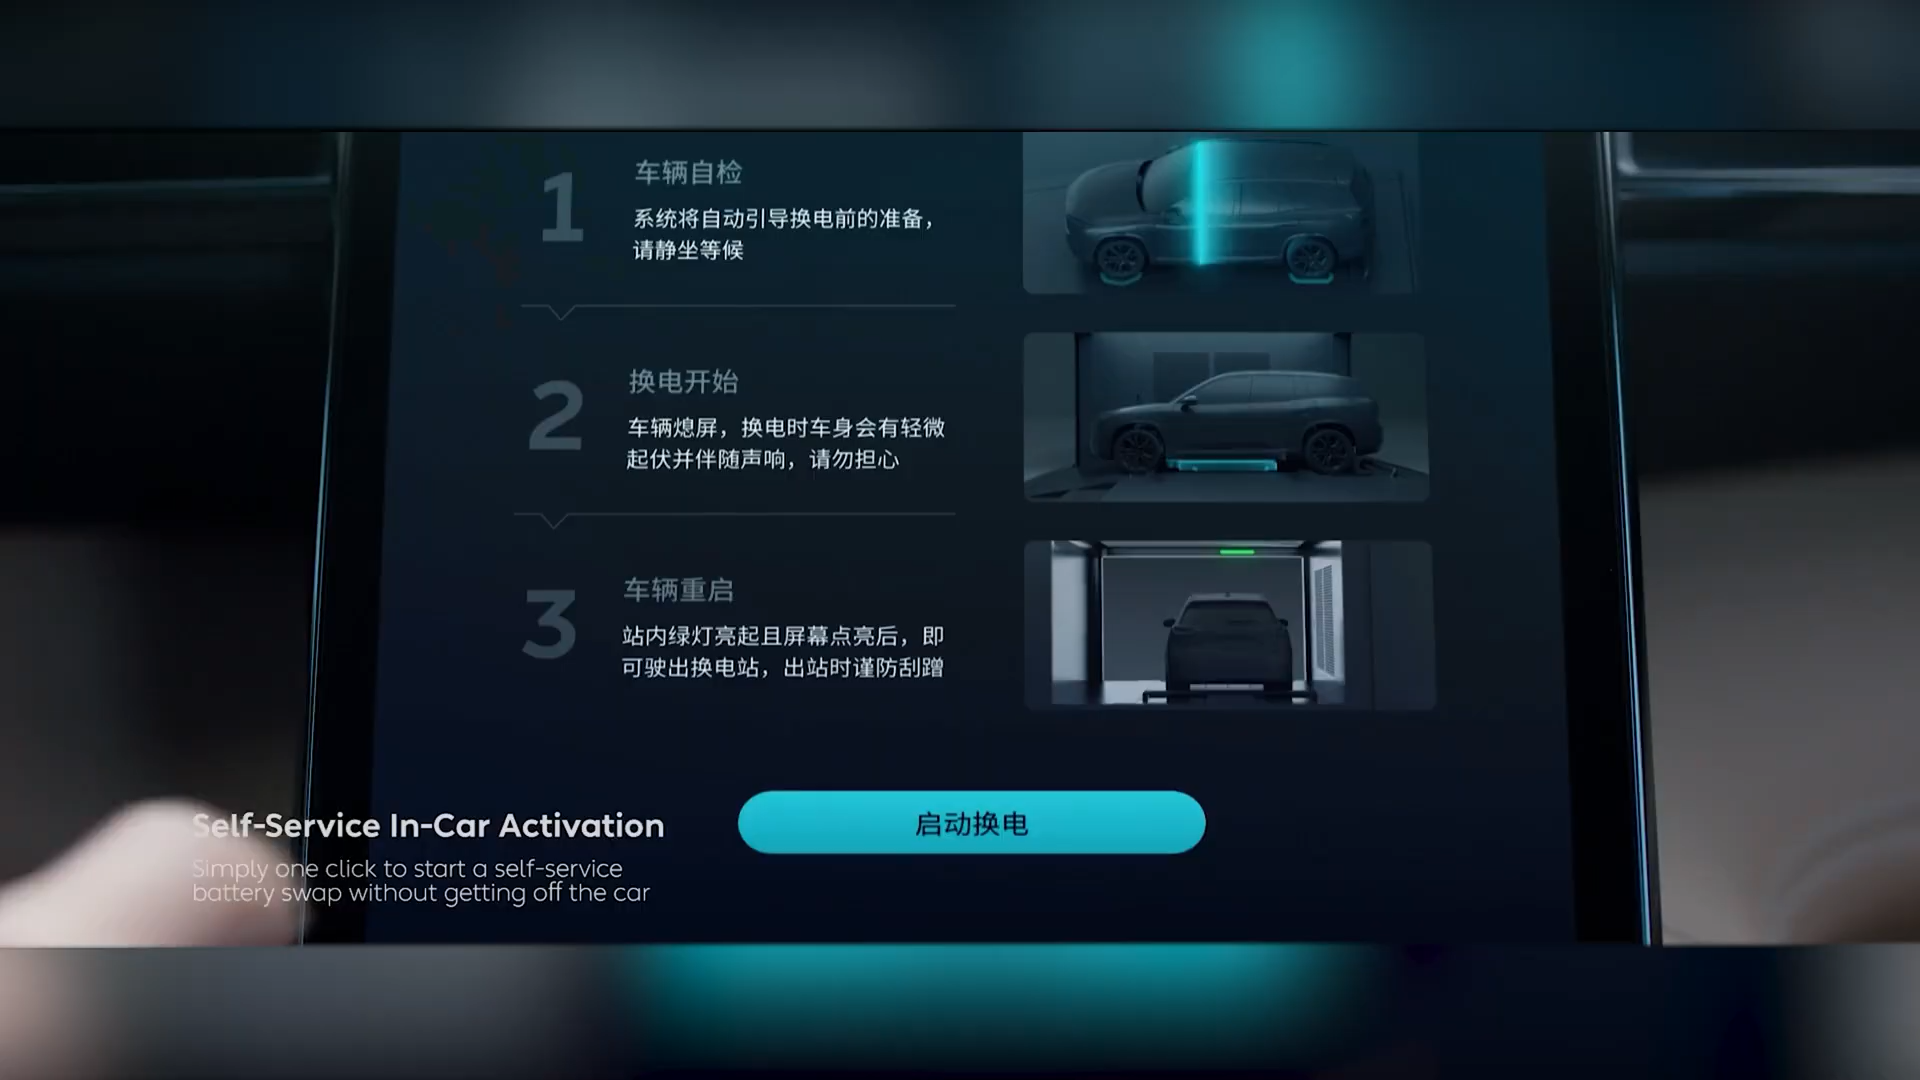 1
车辆自检
系统将自动引导换电前的准备，
请静坐等候
2
换电开始
车辆熄屏，换电时车身会有轻微
起伏并伴随声响，请勿担心
3
车辆重启
站内绿灯亮起且屏幕点亮后，即
可驶出换电站，出站时谨防刮蹭
启动换电
Self-Service In-Car Activation
Simply one click to start a self-service
battery swap without getting off the car